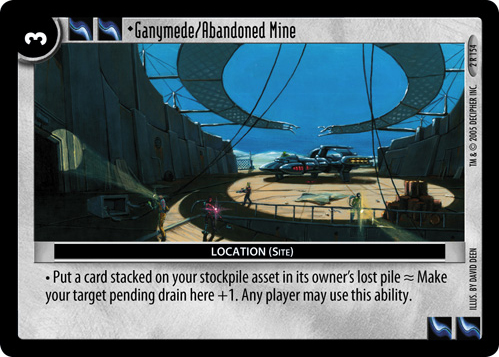 3
•Ganymede/Abandoned Mine
2 R 154
TM & © 2005 DECIPHER INC.
LOCATION (SITE)
• Put a card stacked on your stockpile asset in its owner's lost pile ≈ Make
your target pending drain here +1. Any player may use this ability.
ILLUS. BY DAVID DEEN